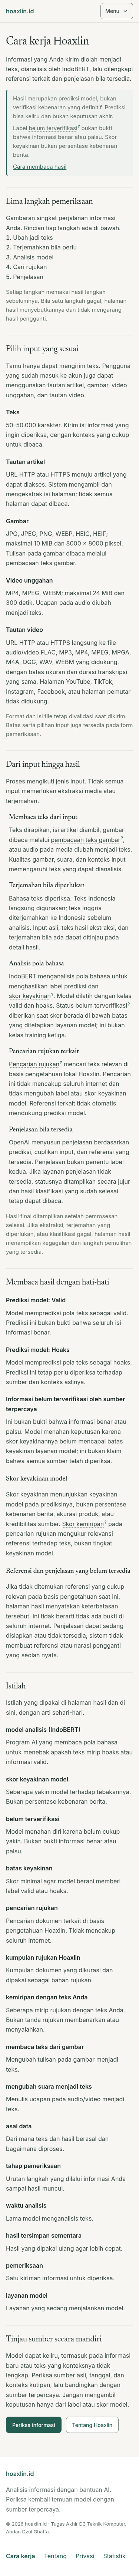 hoaxlin.id
Menu
Cara kerja Hoaxlin
Informasi yang Anda kirim diolah menjadi
teks, dianalisis oleh IndoBERT, lalu dilengkapi
referensi terkait dan penjelasan bila tersedia.
Hasil merupakan prediksi model, bukan
verifikasi kebenaran yang definitif. Prediksi
bisa keliru dan bukan keputusan akhir.
Label belum terverifikasi? bukan bukti
bahwa informasi benar atau palsu. Skor
keyakinan bukan persentase kebenaran
berita.
Cara membaca hasil
Lima langkah pemeriksaan
Gambaran singkat perjalanan informasi
Anda. Rincian tiap langkah ada di bawah.
1. Ubah jadi teks
2. Terjemahkan bila perlu
3. Analisis model
4. Cari rujukan
5. Penjelasan
Setiap langkah memakai hasil langkah
sebelumnya. Bila satu langkah gagal, halaman
menyebutkannya dan tidak mengarang
hasil pengganti.
Pilih input yang sesuai
Tamu hanya dapat mengirim teks. Pengguna
yang sudah masuk ke akun juga dapat
menggunakan tautan artikel, gambar, video
unggahan, dan tautan video.
Teks
50–50.000 karakter. Kirim isi informasi yang
ingin diperiksa, dengan konteks yang cukup
untuk dibaca.
Tautan artikel
URL HTTP atau HTTPS menuju artikel yang
dapat diakses. Sistem mengambil dan
mengekstrak isi halaman; tidak semua
halaman dapat dibaca.
Gambar
JPG, JPEG, PNG, WEBP, HEIC, HEIF;
maksimal 10 MiB dan 8000 × 8000 piksel.
Tulisan pada gambar dibaca melalui
pembacaan teks gambar.
Video unggahan
MP4, MPEG, WEBM; maksimal 24 MiB dan
300 detik. Ucapan pada audio diubah
menjadi teks.
Tautan video
URL HTTP atau HTTPS langsung ke file
audio/video FLAC, MP3, MP4, MPEG, MPGA,
M4A, OGG, WAV, WEBM yang didukung,
dengan batas ukuran dan durasi transkripsi
yang sama. Halaman YouTube, TikTok,
Instagram, Facebook, atau halaman pemutar
tidak didukung.
Format dan isi file tetap divalidasi saat dikirim.
Batas serta pilihan input juga tersedia pada form
pemeriksaan.
Dari input hingga hasil
Proses mengikuti jenis input. Tidak semua
input memerlukan ekstraksi media atau
terjemahan.
Membaca teks dari input
Teks dirapikan, isi artikel diambil, gambar
dibaca melalui pembacaan teks gambar?,
atau audio pada media diubah menjadi teks.
Kualitas gambar, suara, dan konteks input
memengaruhi teks yang dapat dianalisis.
Terjemahan bila diperlukan
Bahasa teks diperiksa. Teks Indonesia
langsung digunakan; teks Inggris
diterjemahkan ke Indonesia sebelum
analisis. Input asli, teks hasil ekstraksi, dan
terjemahan bila ada dapat ditinjau pada
detail hasil.
Analisis pola bahasa
IndoBERT menganalisis pola bahasa untuk
menghasilkan label prediksi dan
skor keyakinan?. Model dilatih dengan kelas
valid dan hoaks. Status belum terverifikasi?
diberikan saat skor berada di bawah batas
yang ditetapkan layanan model; ini bukan
kelas ketiga training.
Pencarian rujukan terkait
Pencarian rujukan? mencari teks relevan di
basis pengetahuan lokal Hoaxlin. Pencarian
ini tidak mencakup seluruh internet dan
tidak menentukan label atau skor keyakinan
model. Referensi terkait tidak otomatis
mendukung prediksi model.
Penjelasan bila tersedia
OpenAI menyusun penjelasan berdasarkan
prediksi, cuplikan input, dan referensi yang
tersedia. Penjelasan bukan penentu label
kedua. Jika layanan penjelasan tidak
tersedia, statusnya ditampilkan secara jujur
dan hasil klasifikasi yang sudah selesai
tetap dapat dibaca.
Hasil final ditampilkan setelah pemrosesan
selesai. Jika ekstraksi, terjemahan yang
diperlukan, atau klasifikasi gagal, halaman hasil
menampilkan kegagalan dan langkah pemulihan
yang tersedia.
Membaca hasil dengan hati-hati
Prediksi model: Valid
Model memprediksi pola teks sebagai valid.
Prediksi ini bukan bukti bahwa seluruh isi
informasi benar.
Prediksi model: Hoaks
Model memprediksi pola teks sebagai hoaks.
Prediksi ini tetap perlu diperiksa terhadap
sumber dan konteks aslinya.
Informasi belum terverifikasi oleh sumber
terpercaya
Ini bukan bukti bahwa informasi benar atau
palsu. Model menahan keputusan karena
skor keyakinannya belum mencapai batas
keyakinan layanan model; ini bukan klaim
bahwa semua sumber telah diperiksa.
Skor keyakinan model
Skor keyakinan menunjukkan keyakinan
model pada prediksinya, bukan persentase
kebenaran berita, akurasi produk, atau
kredibilitas sumber. Skor kemiripan? pada
pencarian rujukan mengukur relevansi
referensi terhadap teks, bukan tingkat
keyakinan model.
Referensi dan penjelasan yang belum tersedia
Jika tidak ditemukan referensi yang cukup
relevan pada basis pengetahuan saat ini,
halaman hasil menyatakan keterbatasan
tersebut. Ini tidak berarti tidak ada bukti di
seluruh internet. Penjelasan dapat sedang
disiapkan atau tidak tersedia; sistem tidak
membuat referensi atau narasi pengganti
yang seolah nyata.
Istilah
Istilah yang dipakai di halaman hasil dan di
sini, dengan arti sehari-hari.
model analisis (IndoBERT)
Program AI yang membaca pola bahasa
untuk menebak apakah teks mirip hoaks atau
informasi valid.
skor keyakinan model
Seberapa yakin model terhadap tebakannya.
Bukan persentase kebenaran berita.
belum terverifikasi
Model menahan diri karena belum cukup
yakin. Bukan bukti informasi benar atau
palsu.
batas keyakinan
Skor minimal agar model berani memberi
label valid atau hoaks.
pencarian rujukan
Pencarian dokumen terkait di basis
pengetahuan Hoaxlin. Tidak mencakup
seluruh internet.
kumpulan rujukan Hoaxlin
Kumpulan dokumen yang dikurasi dan
dipakai sebagai bahan rujukan.
kemiripan dengan teks Anda
Seberapa mirip rujukan dengan teks Anda.
Bukan tanda rujukan membenarkan atau
menyangkal.
membaca teks dari gambar
Mengubah tulisan pada gambar menjadi
teks.
mengubah suara menjadi teks
Menulis ucapan pada audio/video menjadi
teks.
asal data
Dari mana teks dan hasil berasal dan
bagaimana diproses.
tahap pemeriksaan
Urutan langkah yang dilalui informasi Anda
sampai hasil muncul.
waktu analisis
Lama model menganalisis teks.
hasil tersimpan sementara
Hasil yang dipakai ulang agar lebih cepat.
pemeriksaan
Satu kiriman informasi untuk diperiksa.
layanan model
Layanan yang sedang menjalankan model.
Tinjau sumber secara mandiri
Model dapat keliru, termasuk pada informasi
baru atau teks yang konteksnya tidak
lengkap. Periksa sumber asli, tanggal, dan
konteks kutipan, lalu bandingkan dengan
sumber terpercaya. Jangan mengambil
keputusan hanya dari label atau skor model.
Periksa informasi
Tentang Hoaxlin
hoaxlin.id
Analisis informasi dengan bantuan AI.
Periksa kembali temuan model dengan
sumber terpercaya.
© 2026 hoaxlin.id · Tugas Akhir D3 Teknik Komputer,
Abidan Dzul Ghaffa.
Cara kerja Tentang Privasi Statistik